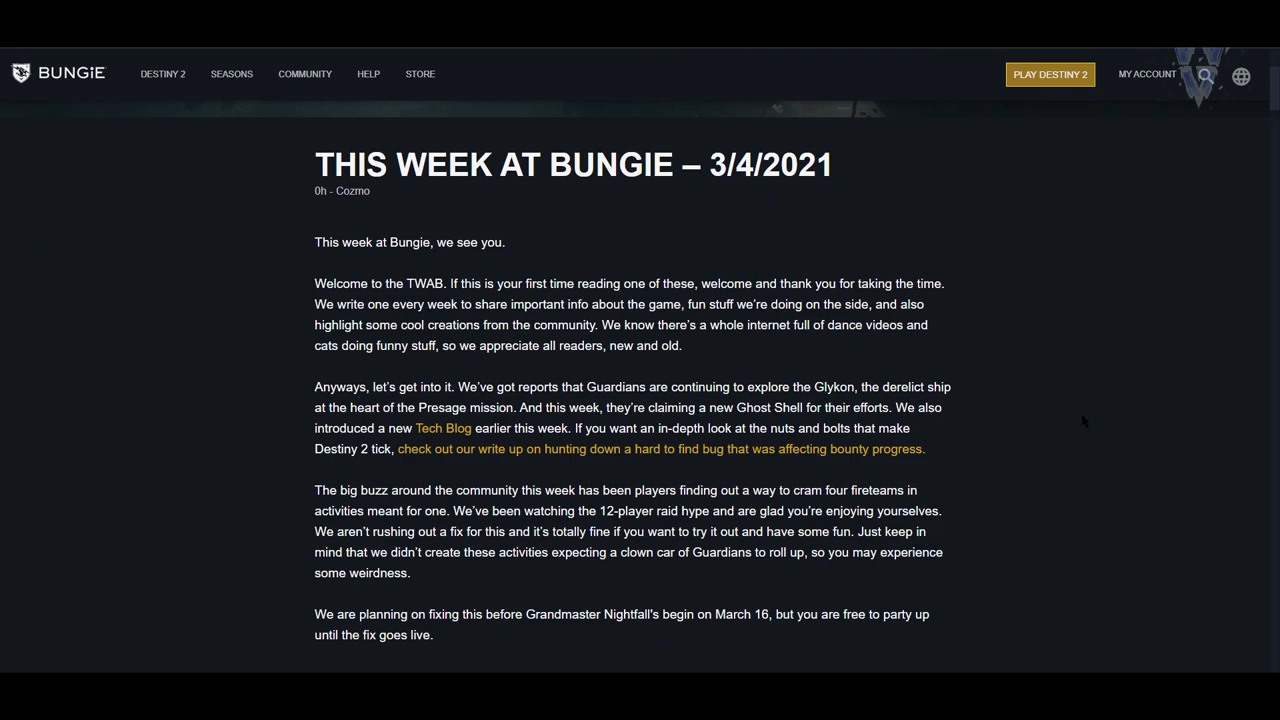 BUNGiE DESTINY 2 SEASONS COMMUNITY HELP STORE PLAY DESTINY 2 MY ACCOUNT
THIS WEEK AT BUNGIE – 3/4/2021
0h - Cozmo
This week at Bungie, we see you.
Welcome to the TWAB. If this is your first time reading one of these, welcome and thank you for taking the time.
We write one every week to share important info about the game, fun stuff we’re doing on the side, and also
highlight some cool creations from the community. We know there’s a whole internet full of dance videos and
cats doing funny stuff, so we appreciate all readers, new and old.
Anyways, let’s get into it. We’ve got reports that Guardians are continuing to explore the Glykon, the derelict ship
at the heart of the Presage mission. And this week, they’re claiming a new Ghost Shell for their efforts. We also
introduced a new Tech Blog earlier this week. If you want an in-depth look at the nuts and bolts that make
Destiny 2 tick, check out our write up on hunting down a hard to find bug that was affecting bounty progress.
The big buzz around the community this week has been players finding out a way to cram four fireteams in
activities meant for one. We’ve been watching the 12-player raid hype and are glad you’re enjoying yourselves.
We aren’t rushing out a fix for this and it’s totally fine if you want to try it out and have some fun. Just keep in
mind that we didn’t create these activities expecting a clown car of Guardians to roll up, so you may experience
some weirdness.
We are planning on fixing this before Grandmaster Nightfall's begin on March 16, but you are free to party up
until the fix goes live.